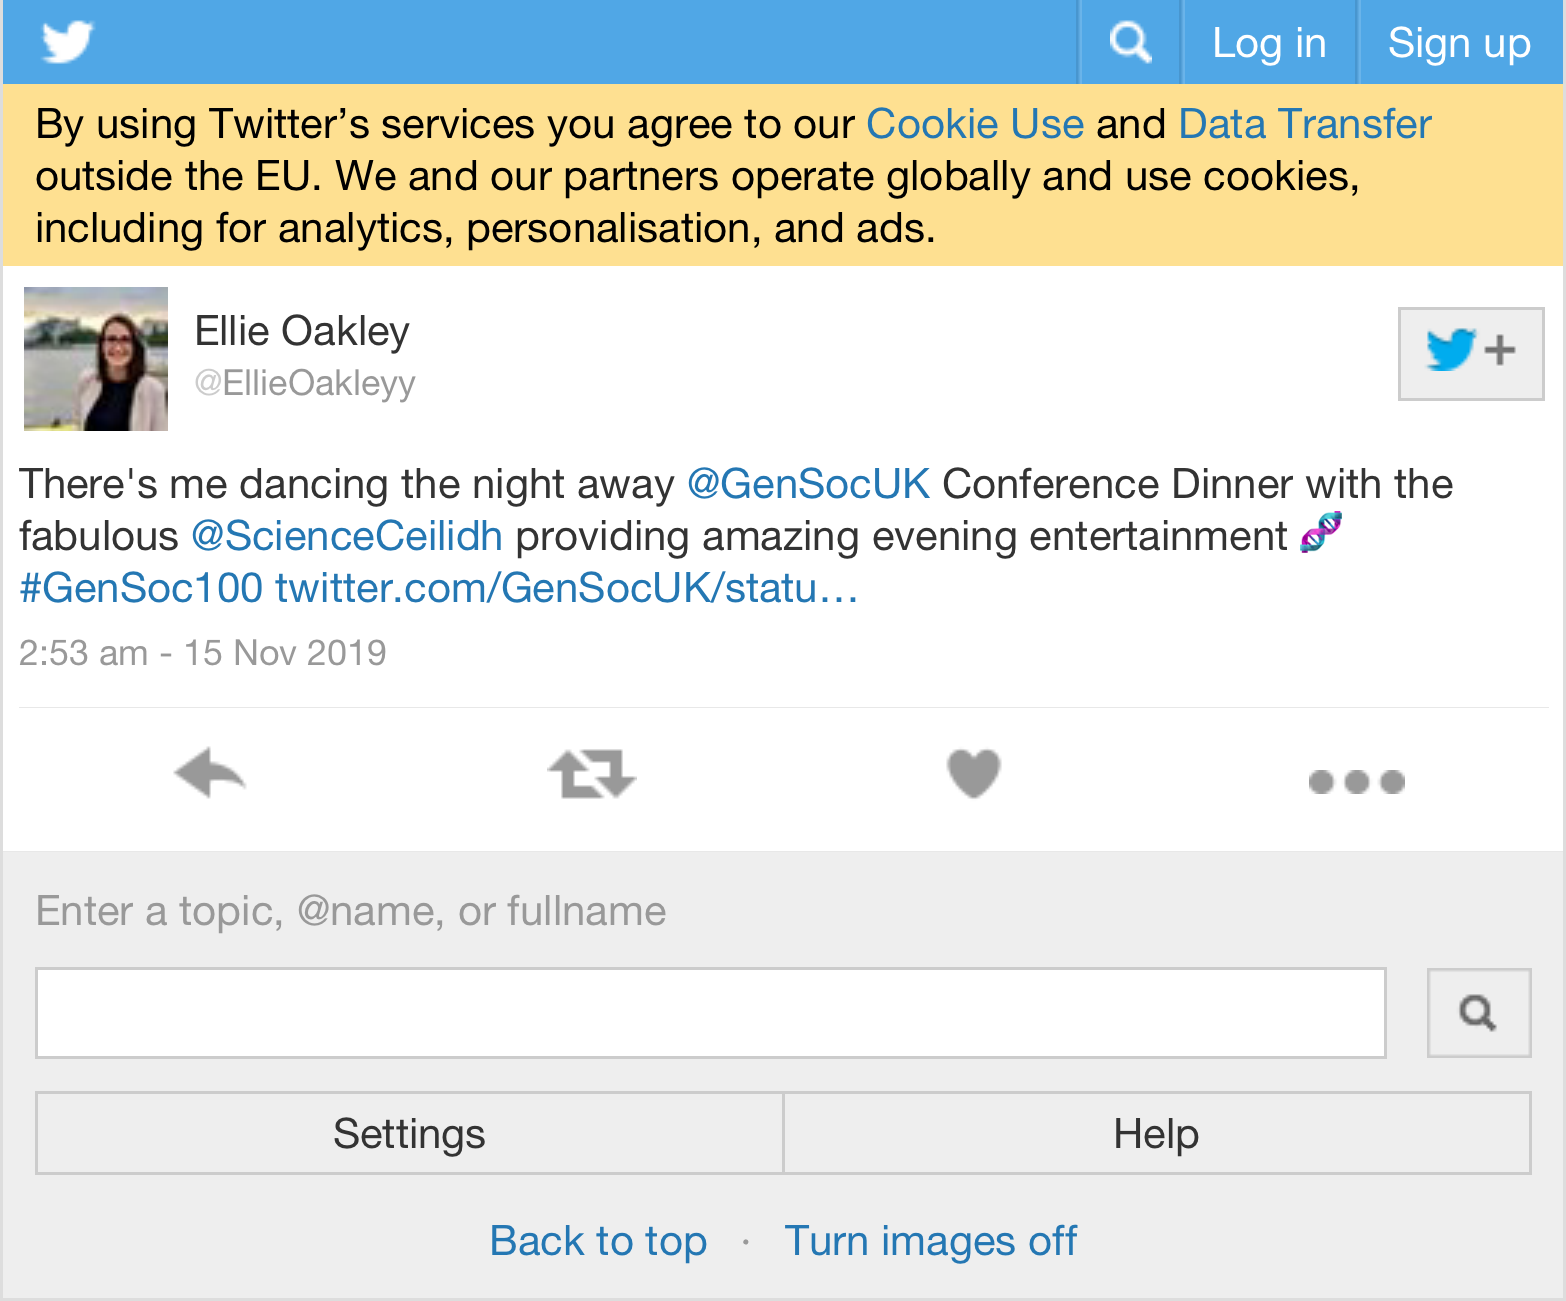 Log in
Sign up
By using Twitter’s services you agree to our Cookie Use and Data Transfer
outside the EU. We and our partners operate globally and use cookies,
including for analytics, personalisation, and ads.
Ellie Oakley
@EllieOakleyy
There's me dancing the night away @GenSocUK Conference Dinner with the
fabulous @ScienceCeilidh providing amazing evening entertainment 🧬
#GenSoc100 twitter.com/GenSocUK/statu…
2:53 am - 15 Nov 2019
Enter a topic, @name, or fullname
Settings
Help
Back to top · Turn images off